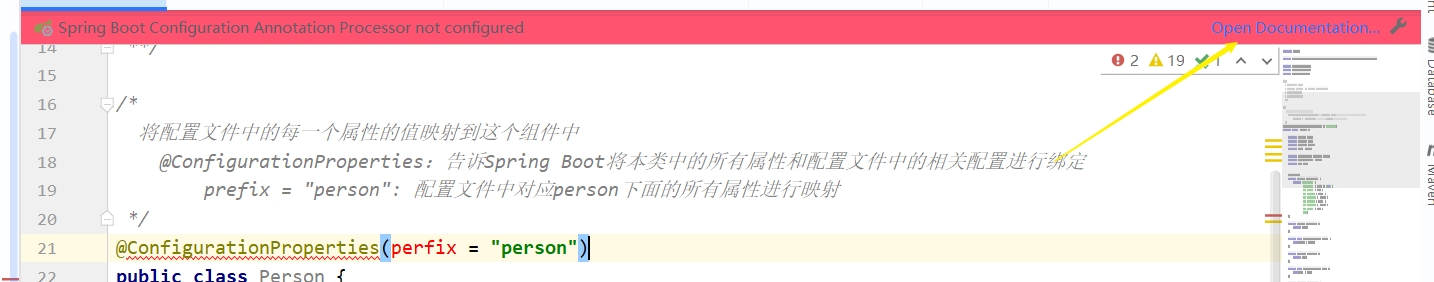 Spring Boot Configuration Annotation Processor not configured Open Documentation...
14 **/
2 19 1
15
16 /*
17 将配置文件中的每一个属性的值映射到这个组件中
18 @ConfigurationProperties: 告诉Spring Boot将本类中的所有属性和配置文件中的相关配置进行绑定
19 prefix = "person": 配置文件中对应person下面的所有属性进行映射
20 */
21 @ConfigurationProperties(perfix = "person")
22 public class Person {
Database
Maven